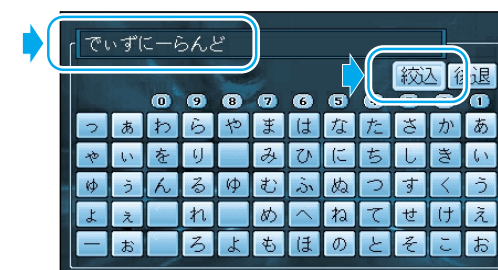 でぃずにーらんど
絞込 後退
0 9 8 7 6 5 1
っ ぁ わ ら や ま は な た さ か あ
ゃ ぃ を り み ひ に ち し き い
ゅ ぅ ん る ゆ む ふ ぬ つ す く う
ょ ぇ れ め へ ね て せ け え
ー ぉ ろ よ も ほ の と そ こ お